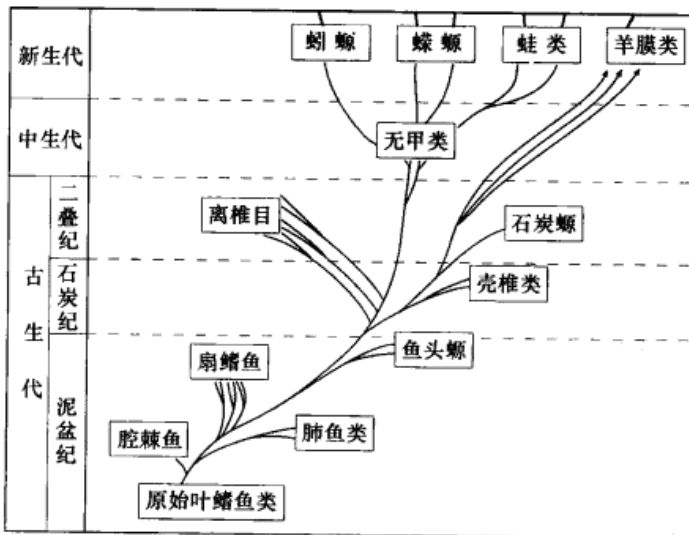 新生代
蚓螈
蝾螈
蛙类
羊膜类
中生代
无甲类
古生代
二叠纪
离椎目
石炭螈
石炭纪
壳椎类
鱼头螈
泥盆纪
扇鳍鱼
肺鱼类
腔棘鱼
原始叶鳍鱼类